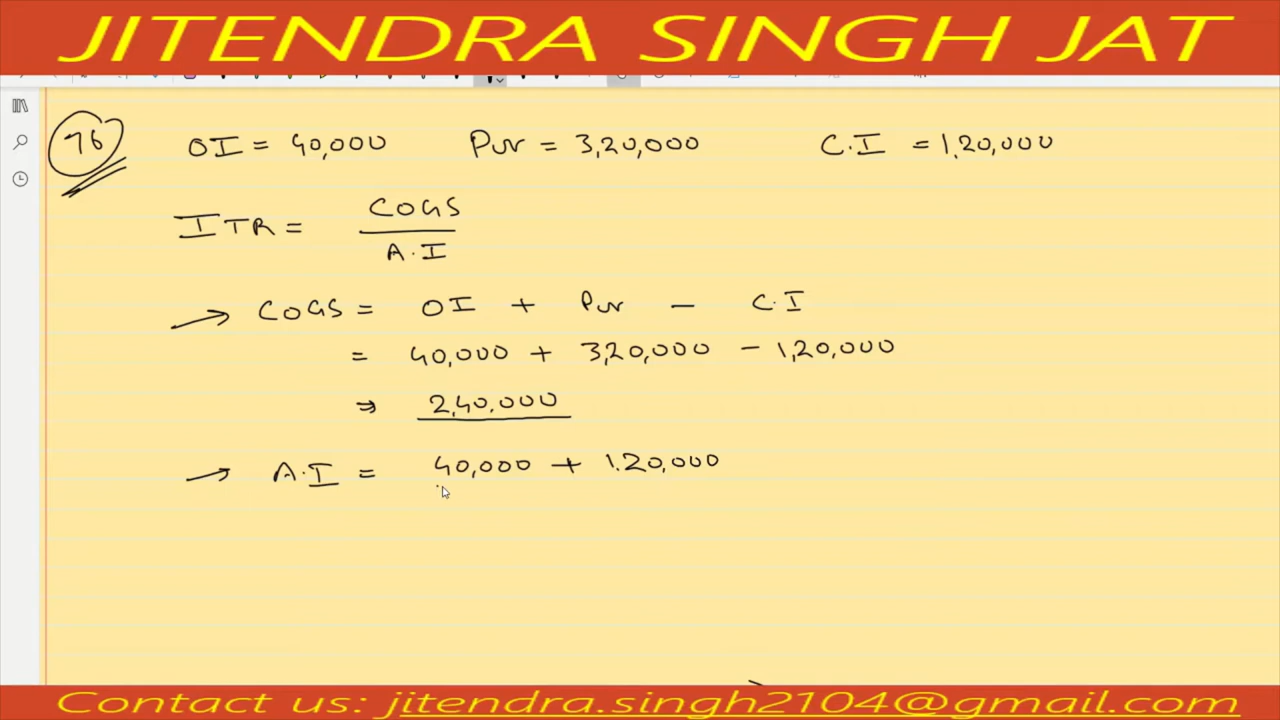 JITENDRA SINGH JAT
76 OI = 40,000 Pur = 3,20,000 C.I = 1,20,000
ITR = COGS
A.I
→ COGS = OI + Pur - C.I
= 40,000 + 3,20,000 - 1,20,000
⇒ 2,40,000
→ A.I = 40,000 + 1.20,000
Contact us: jitendra.singh2104@gmail.com